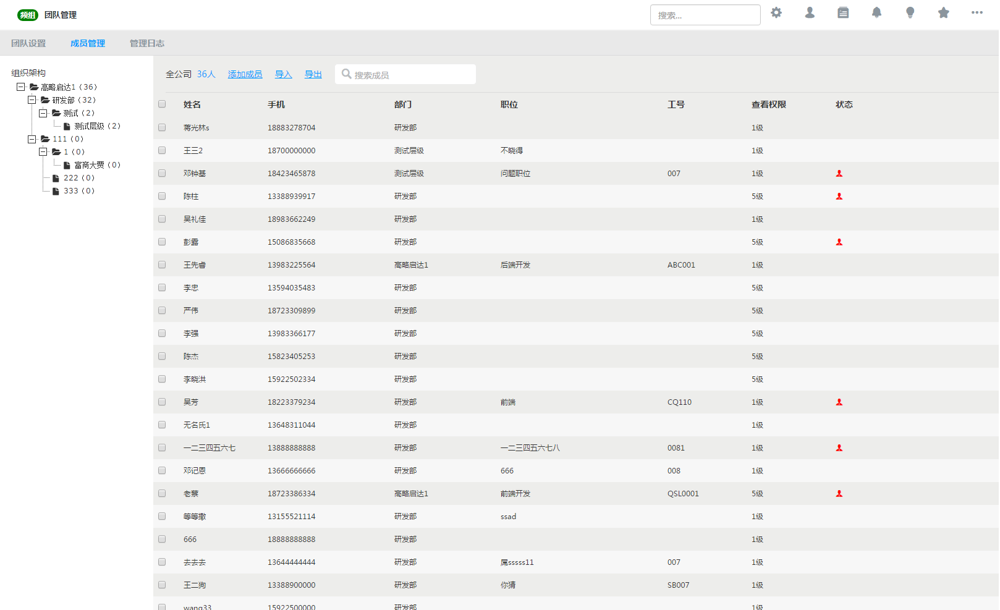 频组 团队管理 搜索...
团队设置 成员管理 管理日志
组织架构
高略启达1（36）
研发部（32）
测试（2）
测试层级（2）
111（0）
1（0）
富商大贾（0）
222（0）
333（0）
全公司 36人 添加成员 导入 导出 搜索成员
姓名 手机 部门 职位 工号 查看权限 状态
蒋光林s 18883278704 研发部 1级
王三2 18700000000 测试层级 不晓得 1级
邓钟基 18423465878 测试层级 问题职位 007 1级
陈柱 13388939917 研发部 5级
吴礼佳 18983662249 研发部 1级
彭露 15086835668 研发部 5级
王先睿 13983225564 高略启达1 后端开发 ABC001 1级
李忠 13594035483 研发部 5级
严伟 18723309899 研发部 5级
李强 13983366177 研发部 5级
陈杰 15823405253 研发部 5级
李晓洪 15922502334 研发部 5级
吴芳 18223379234 研发部 前端 CQ110 1级
无名氏1 13648311044 研发部 1级
一二三四五六七 13888888888 研发部 一二三四五六七八 0081 1级
邓记恩 13666666666 研发部 666 008 1级
老蔡 18723386334 高略启达1 前端开发 QSL0001 5级
等等撒 13155521114 研发部 ssad 1级
666 18888888888 研发部 1级
去去去 13644444444 研发部 屌sssss11 007 1级
王二狗 13388900000 研发部 你猜 SB007 1级
wang33 15922500000 研发部 1级